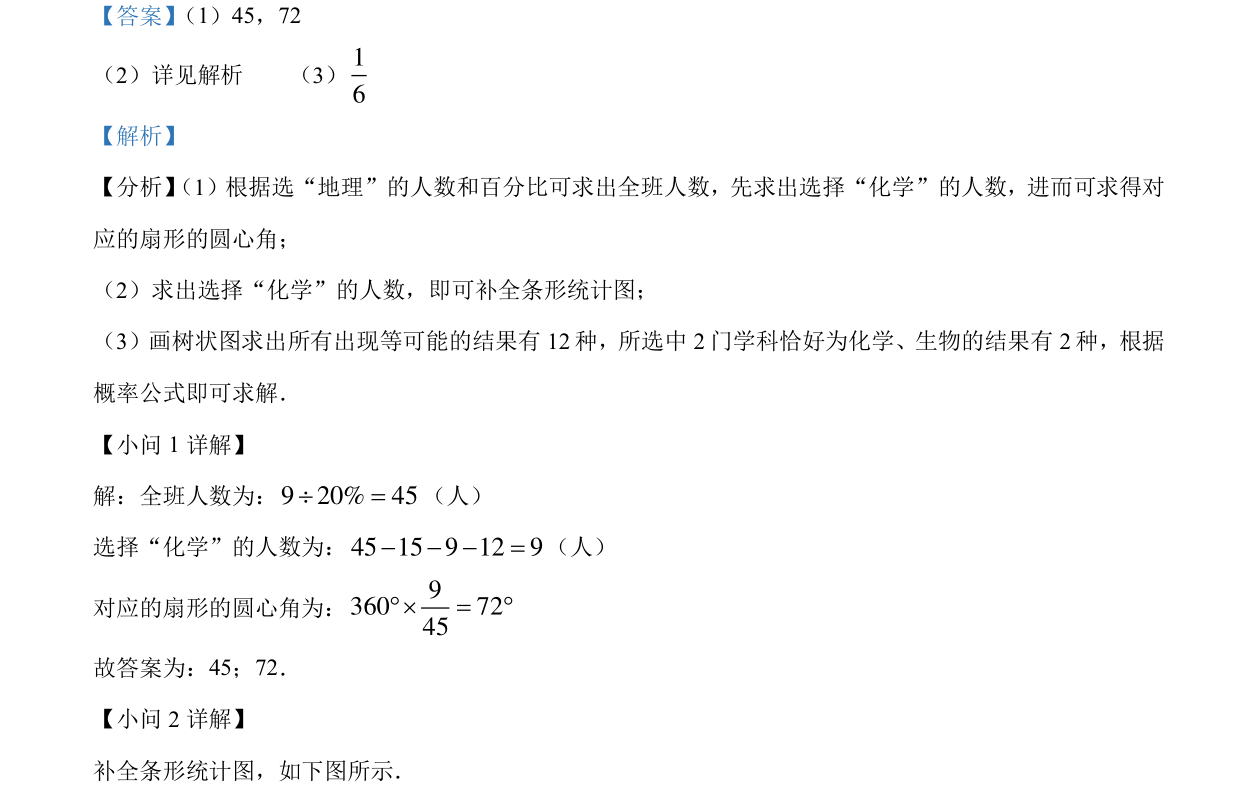 【答案】（1）45，72
（2）详见解析 （3）1/6
【解析】
【分析】（1）根据选“地理”的人数和百分比可求出全班人数，先求出选择“化学”的人数，进而可求得对
应的扇形的圆心角；
（2）求出选择“化学”的人数，即可补全条形统计图；
（3）画树状图求出所有出现等可能的结果有 12 种，所选中 2 门学科恰好为化学、生物的结果有 2 种，根据
概率公式即可求解．
【小问 1 详解】
解：全班人数为：9÷20%=45（人）
选择“化学”的人数为：45−15−9−12=9（人）
对应的扇形的圆心角为：360°×9/45=72°
故答案为：45；72．
【小问 2 详解】
补全条形统计图，如下图所示．